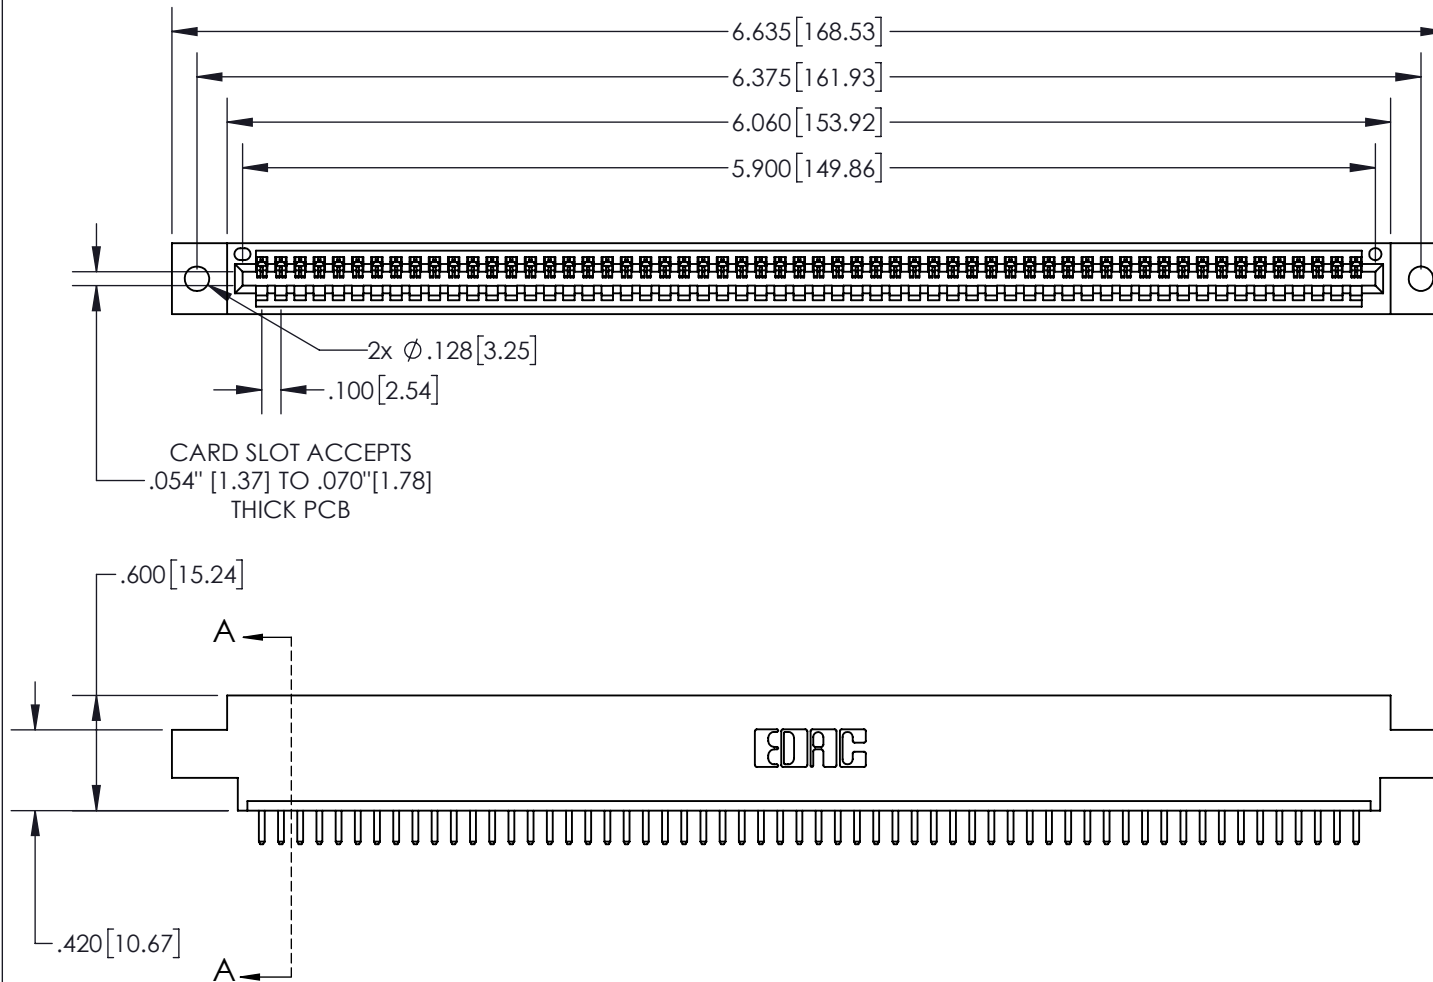 6.635[168.53]
6.375[161.93]
6.060[153.92]
5.900[149.86]
2x Ø.128[3.25]
.100[2.54]
CARD SLOT ACCEPTS
.054" [1.37] TO .070"[1.78]
THICK PCB
.600[15.24]
A
EDAC
.420[10.67]
A